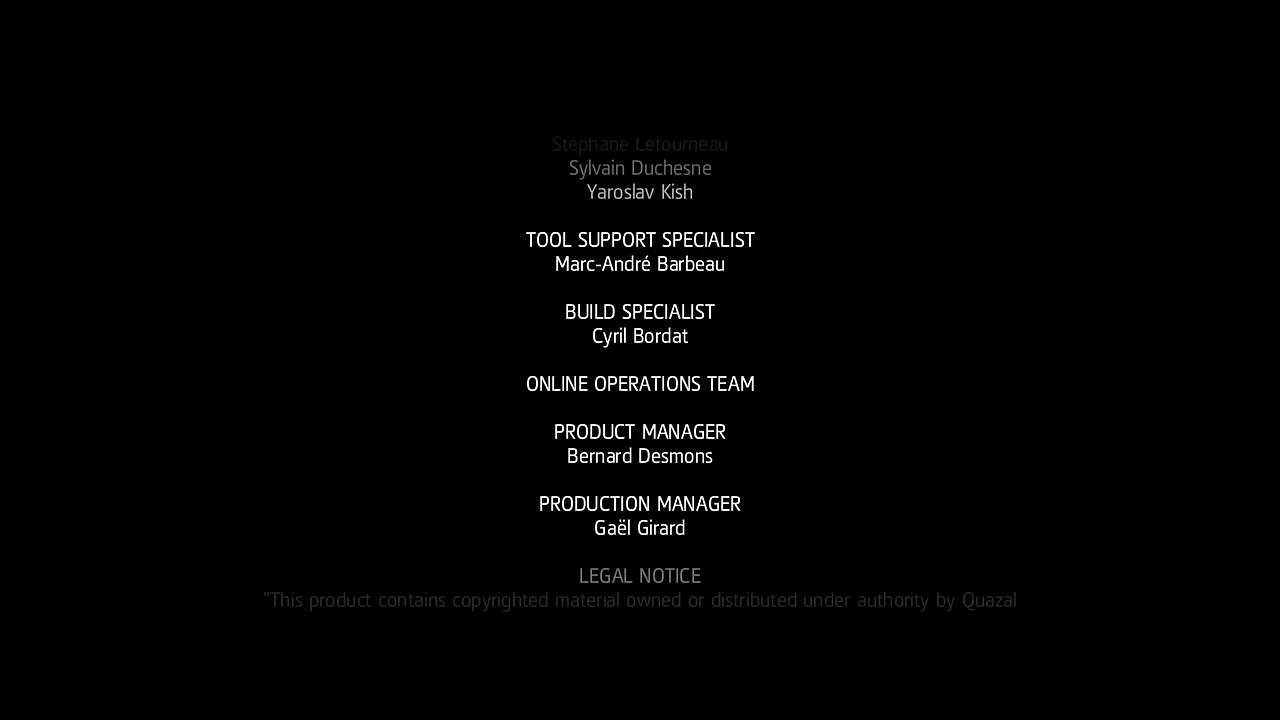 Stéphane Létourneau
Sylvain Duchesne
Yaroslav Kish
TOOL SUPPORT SPECIALIST
Marc-André Barbeau
BUILD SPECIALIST
Cyril Bordat
ONLINE OPERATIONS TEAM
PRODUCT MANAGER
Bernard Desmons
PRODUCTION MANAGER
Gaël Girard
LEGAL NOTICE
"This product contains copyrighted material owned or distributed under authority by Quazal